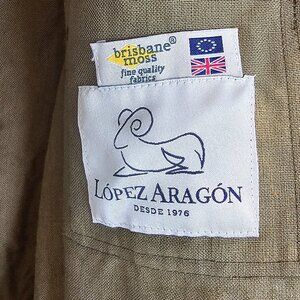 brisbane®
moss
fine quality
fabrics
LÓPEZ ARAGÓN
DESDE 1976